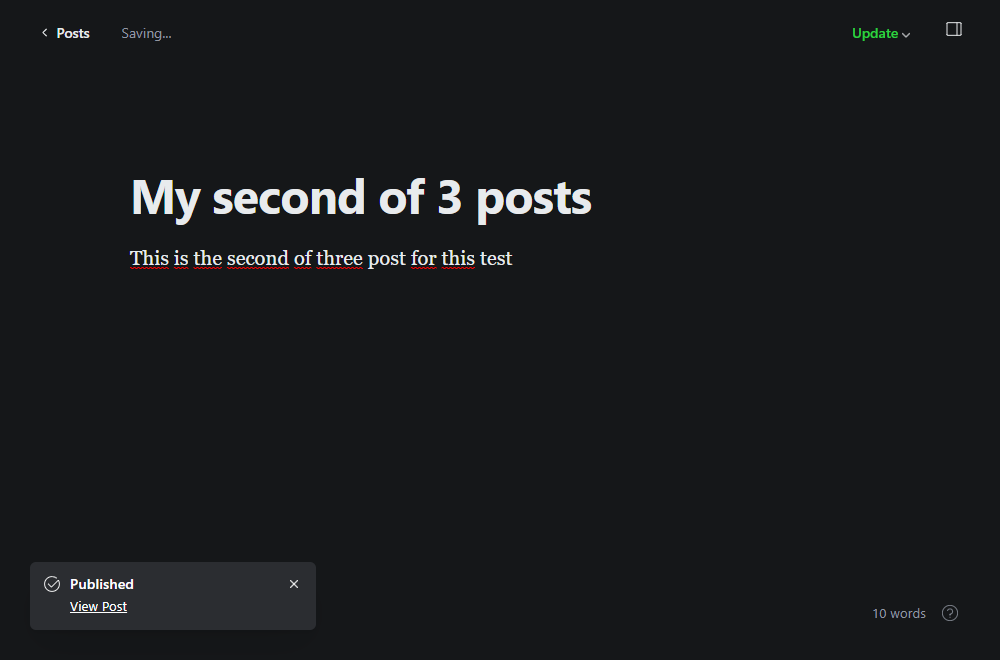 Posts
Saving...
Update
My second of 3 posts
This is the second of three post for this test
Published
View Post
10 words